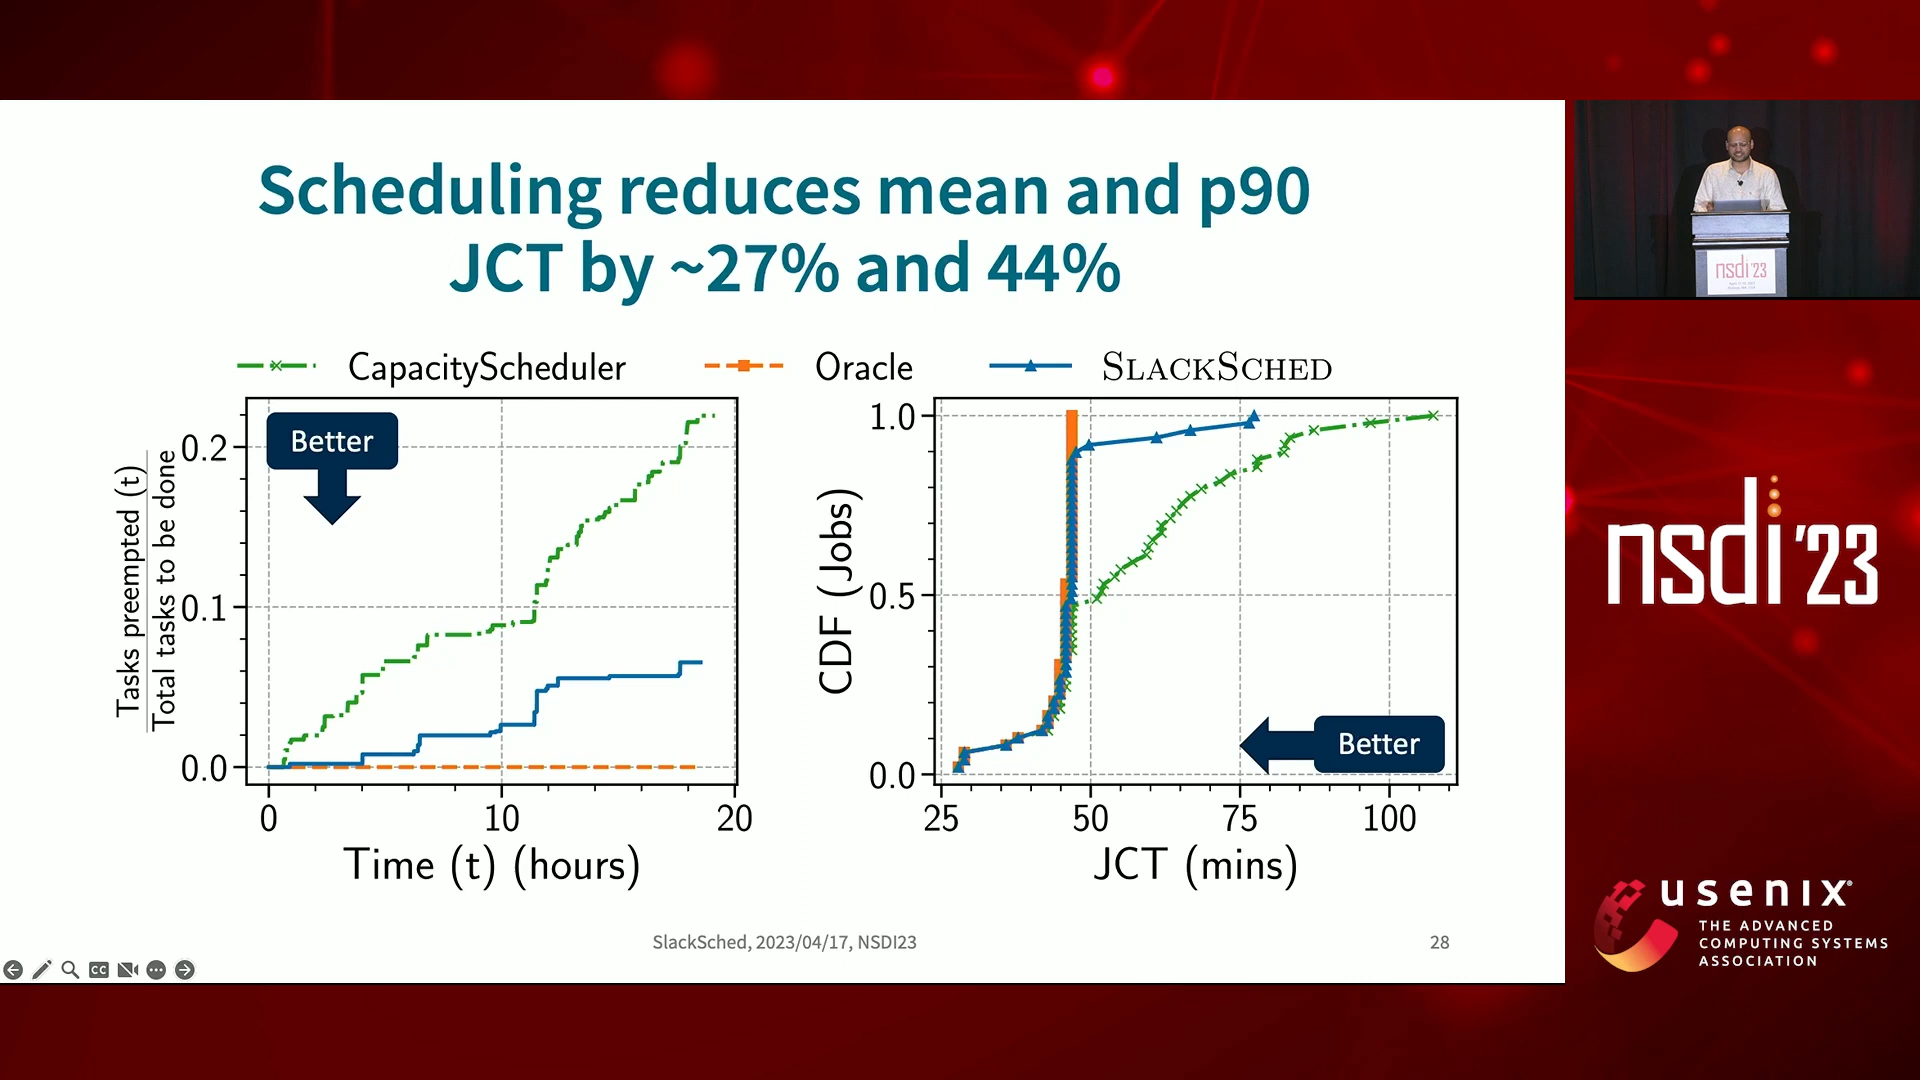 Scheduling reduces mean and p90
JCT by ~27% and 44%
CapacityScheduler
Oracle
SLACKSCHED
Better
Tasks preempted (t)
Total tasks to be done
0.2
0.1
0.0
0
10
20
Time (t) (hours)
CDF (Jobs)
1.0
0.5
0.0
Better
25
50
75
100
JCT (mins)
SlackSched, 2023/04/17, NSDI23
28
CC
nsdi'23
nsdi'23
usenix®
THE ADVANCED
COMPUTING SYSTEMS
ASSOCIATION